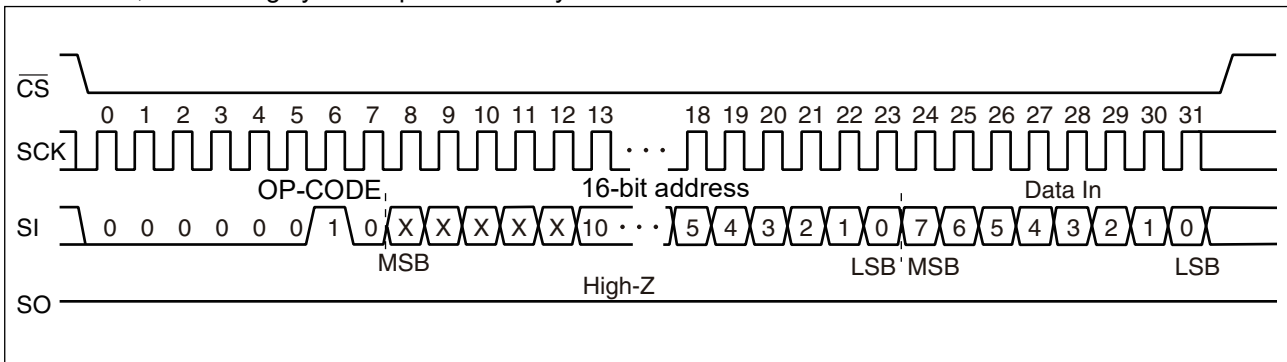 CS
0 1 2 3 4 5 6 7 8 9 10 11 12 13 18 19 20 21 22 23 24 25 26 27 28 29 30 31
SCK ···
OP-CODE 16-bit address Data In
SI 0 0 0 0 0 0 1 0 X X X X X 10 ··· 5 4 3 2 1 0 7 6 5 4 3 2 1 0
MSB LSB MSB LSB
High-Z
SO